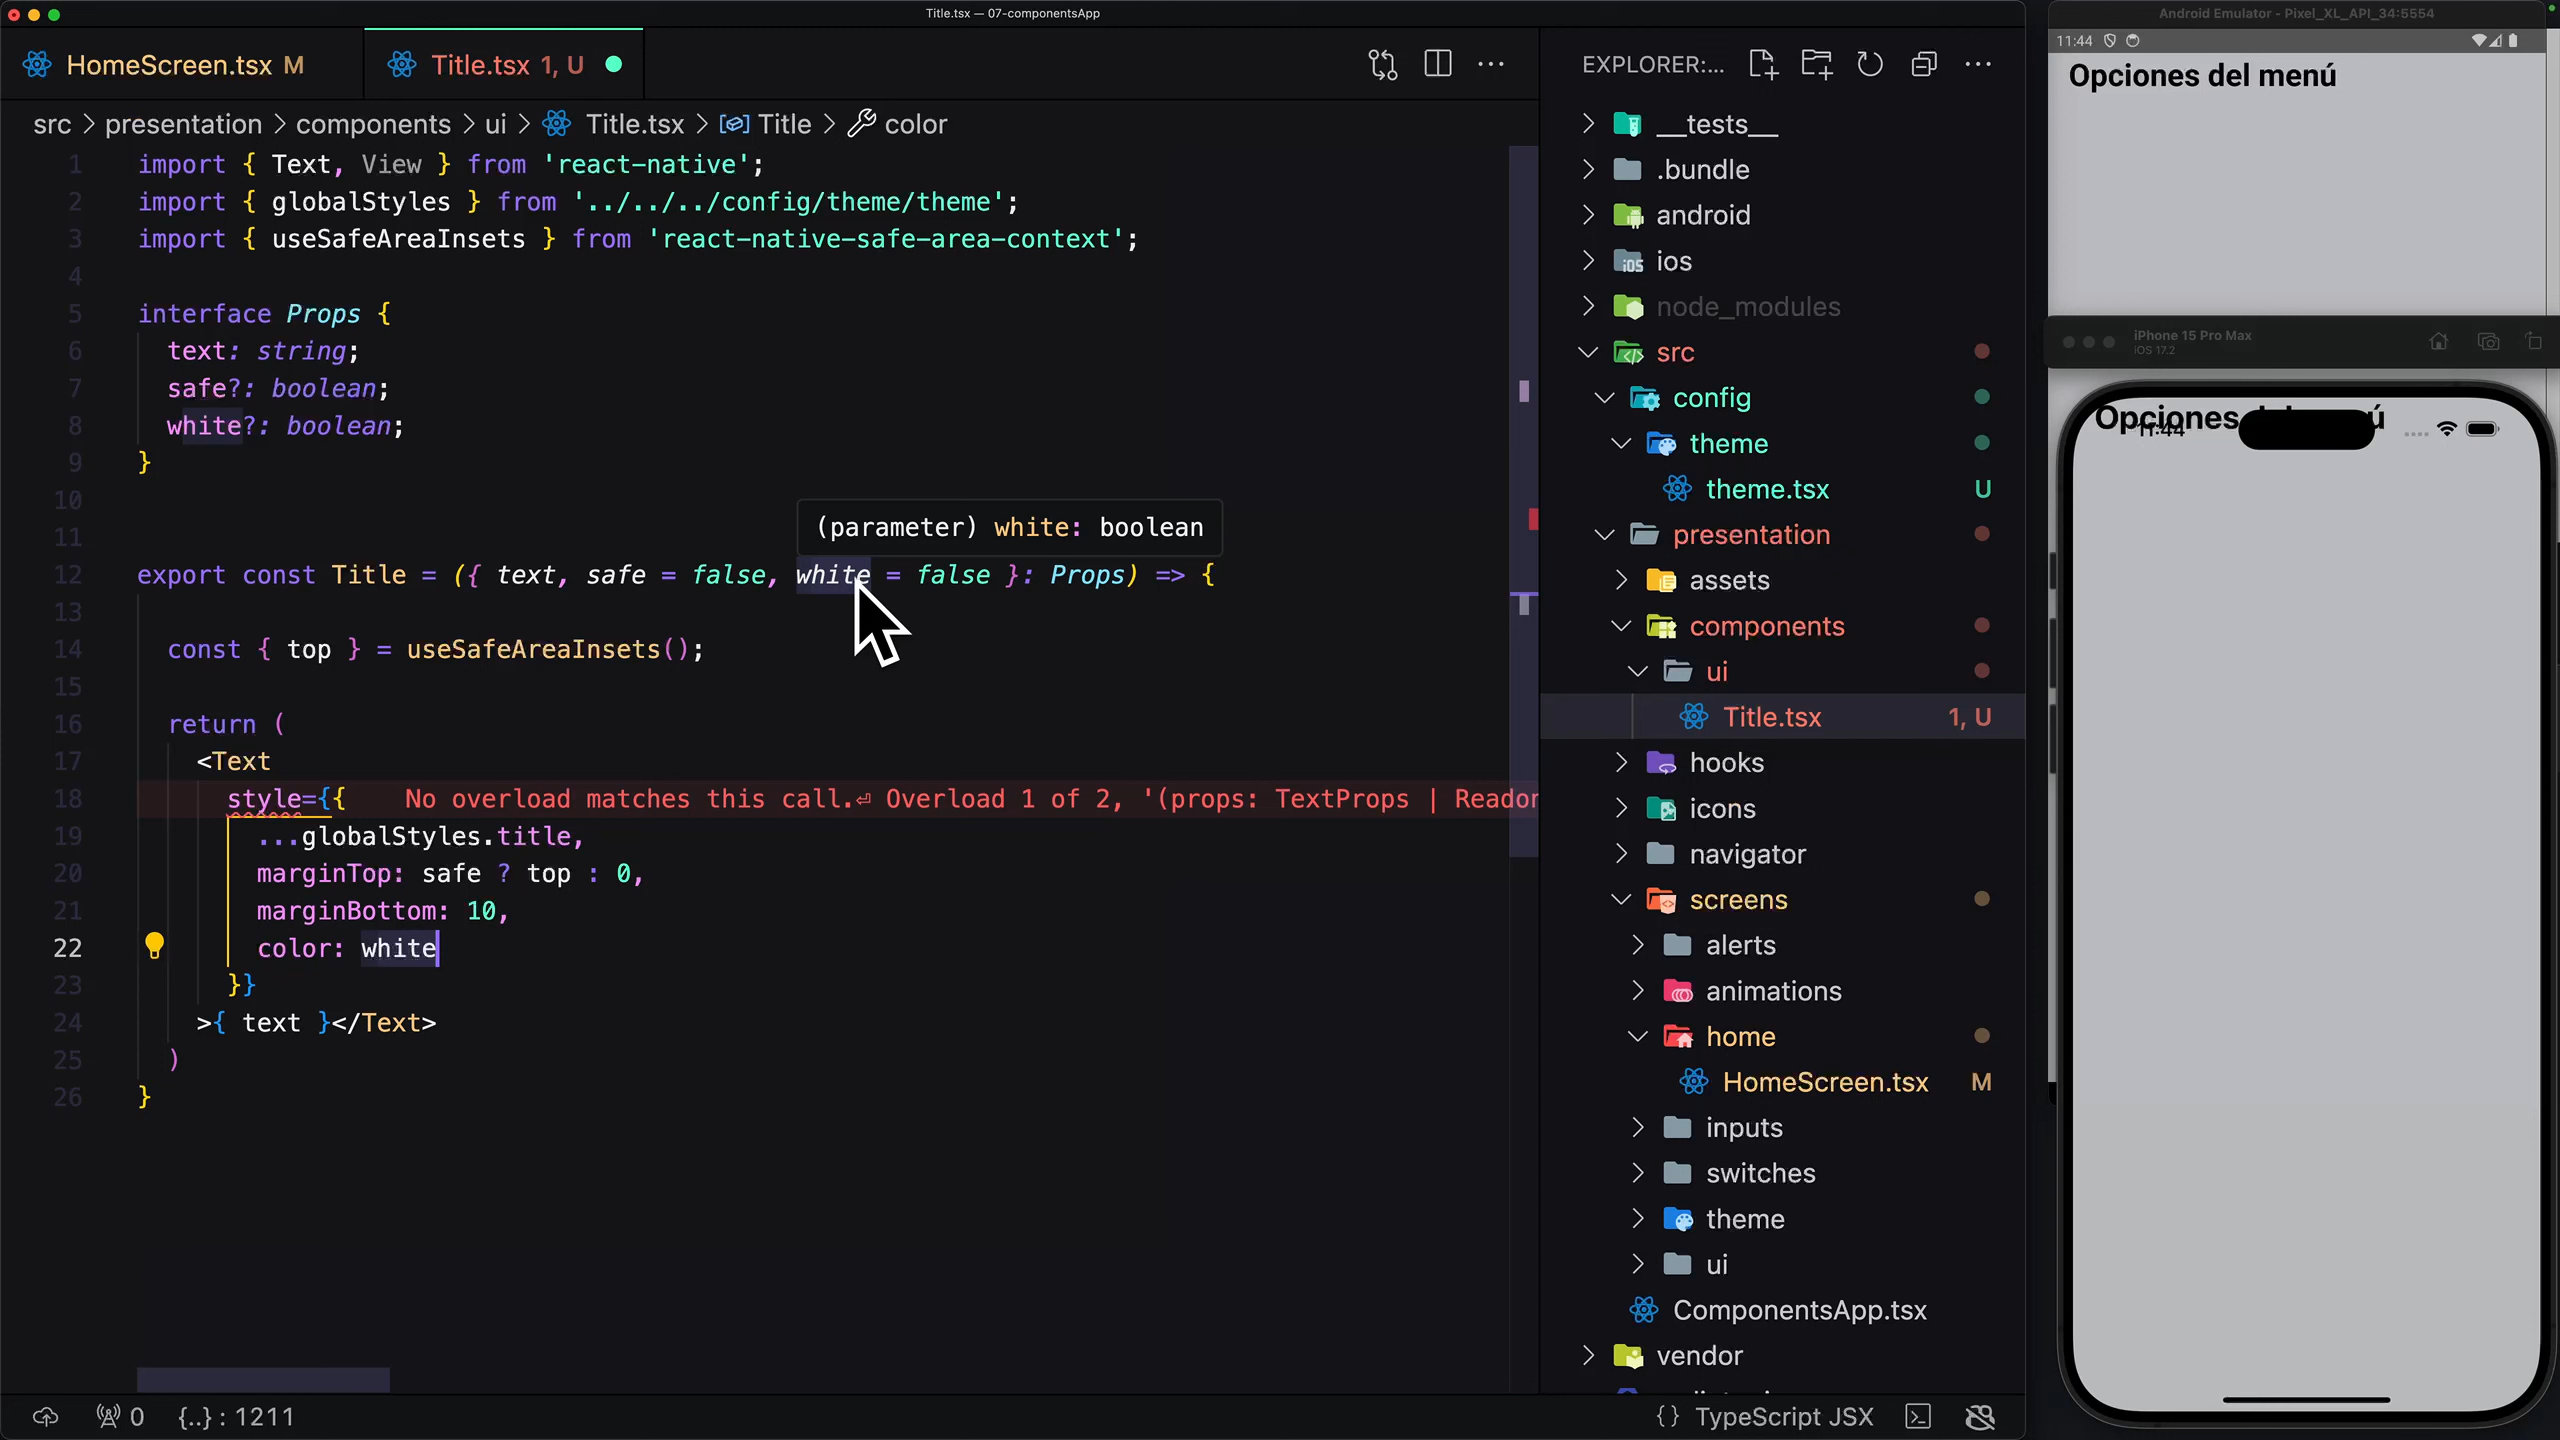 Title.tsx — 07-componentsApp
HomeScreen.tsx M
Title.tsx 1, U
src > presentation > components > ui > Title.tsx > Title > color
1 import { Text, View } from 'react-native';
2 import { globalStyles } from '../../../config/theme/theme';
3 import { useSafeAreaInsets } from 'react-native-safe-area-context';
4
5 interface Props {
6 text: string;
7 safe?: boolean;
8 white?: boolean;
9 }
10
11
(parameter) white: boolean
12 export const Title = ({ text, safe = false, white = false }: Props) => {
13
14 const { top } = useSafeAreaInsets();
15
16 return (
17 <Text
18 style={{ No overload matches this call.⏎ Overload 1 of 2, '(props: TextProps | Reador
19 ...globalStyles.title,
20 marginTop: safe ? top : 0,
21 marginBottom: 10,
22 color: white
23 }}
24 >{ text }</Text>
25 )
26 }
0
{..} : 1211
{} TypeScript JSX
EXPLORER:...
__tests__
.bundle
android
ios
node_modules
src
config
theme
theme.tsx U
presentation
assets
components
ui
Title.tsx 1, U
hooks
icons
navigator
screens
alerts
animations
home
HomeScreen.tsx M
inputs
switches
theme
ui
ComponentsApp.tsx
vendor
Android Emulator - Pixel_XL_API_34:5554
11:44
Opciones del menú
iPhone 15 Pro Max
iOS 17.2
Opciones del menú
11:44